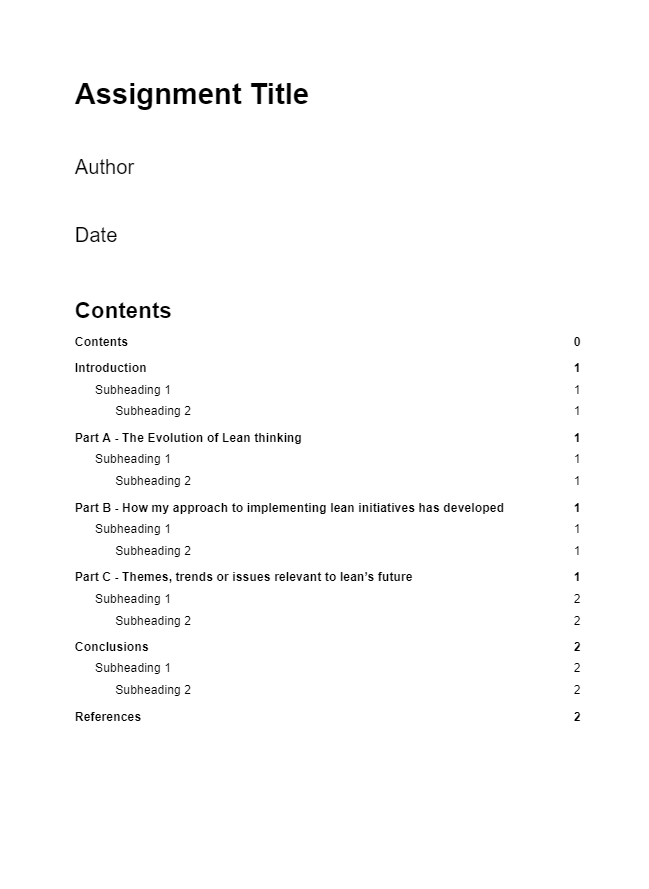 Assignment Title
Author
Date
Contents
Contents 0
Introduction 1
Subheading 1 1
Subheading 2 1
Part A - The Evolution of Lean thinking 1
Subheading 1 1
Subheading 2 1
Part B - How my approach to implementing lean initiatives has developed 1
Subheading 1 1
Subheading 2 1
Part C - Themes, trends or issues relevant to lean’s future 1
Subheading 1 2
Subheading 2 2
Conclusions 2
Subheading 1 2
Subheading 2 2
References 2